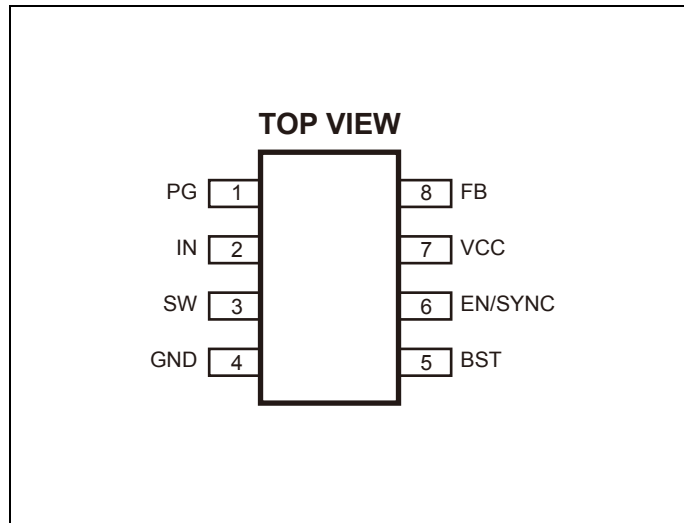 TOP VIEW
PG 1 8 FB
IN 2 7 VCC
SW 3 6 EN/SYNC
GND 4 5 BST